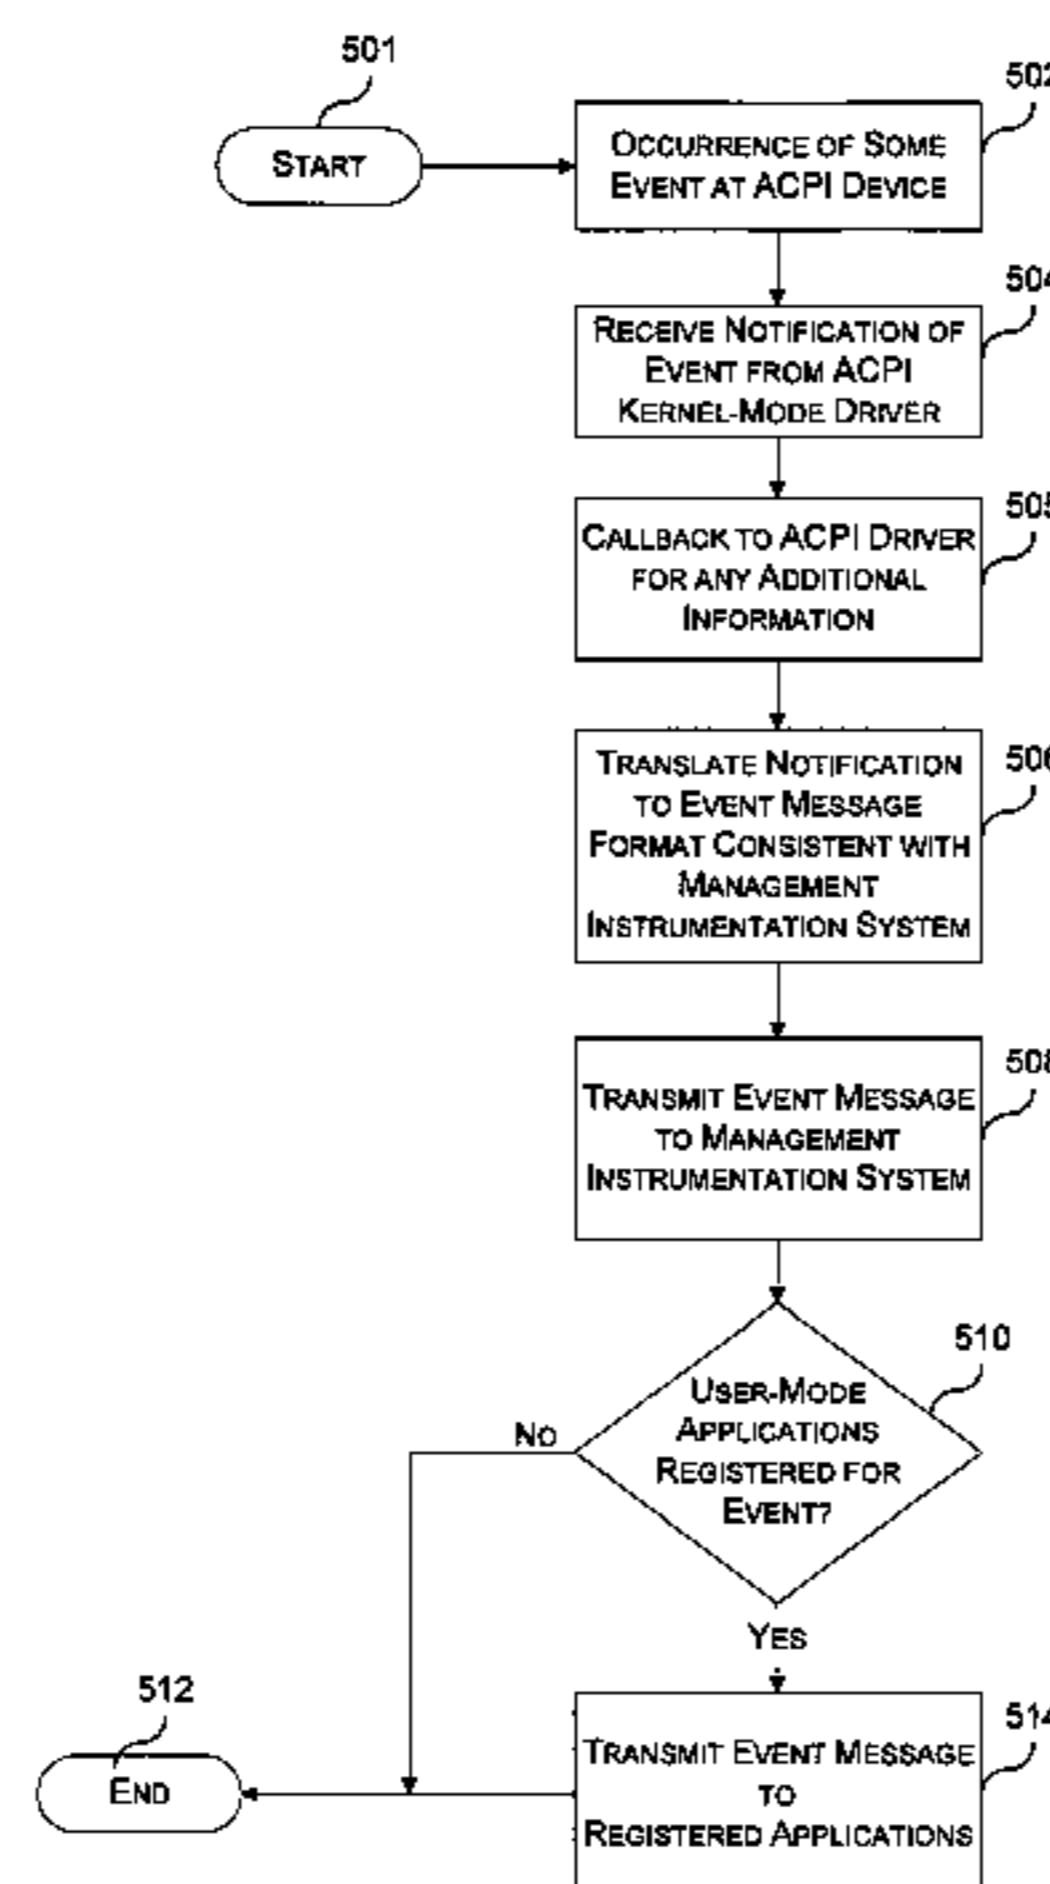 501
START
502
OCCURRENCE OF SOME
EVENT AT ACPI DEVICE
504
RECEIVE NOTIFICATION OF
EVENT FROM ACPI
KERNEL-MODE DRIVER
505
CALLBACK TO ACPI DRIVER
FOR ANY ADDITIONAL
INFORMATION
506
TRANSLATE NOTIFICATION
TO EVENT MESSAGE
FORMAT CONSISTENT WITH
MANAGEMENT
INSTRUMENTATION SYSTEM
508
TRANSMIT EVENT MESSAGE
TO MANAGEMENT
INSTRUMENTATION SYSTEM
510
USER-MODE
APPLICATIONS
REGISTERED FOR
EVENT?
NO
YES
512
END
514
TRANSMIT EVENT MESSAGE
TO
REGISTERED APPLICATIONS